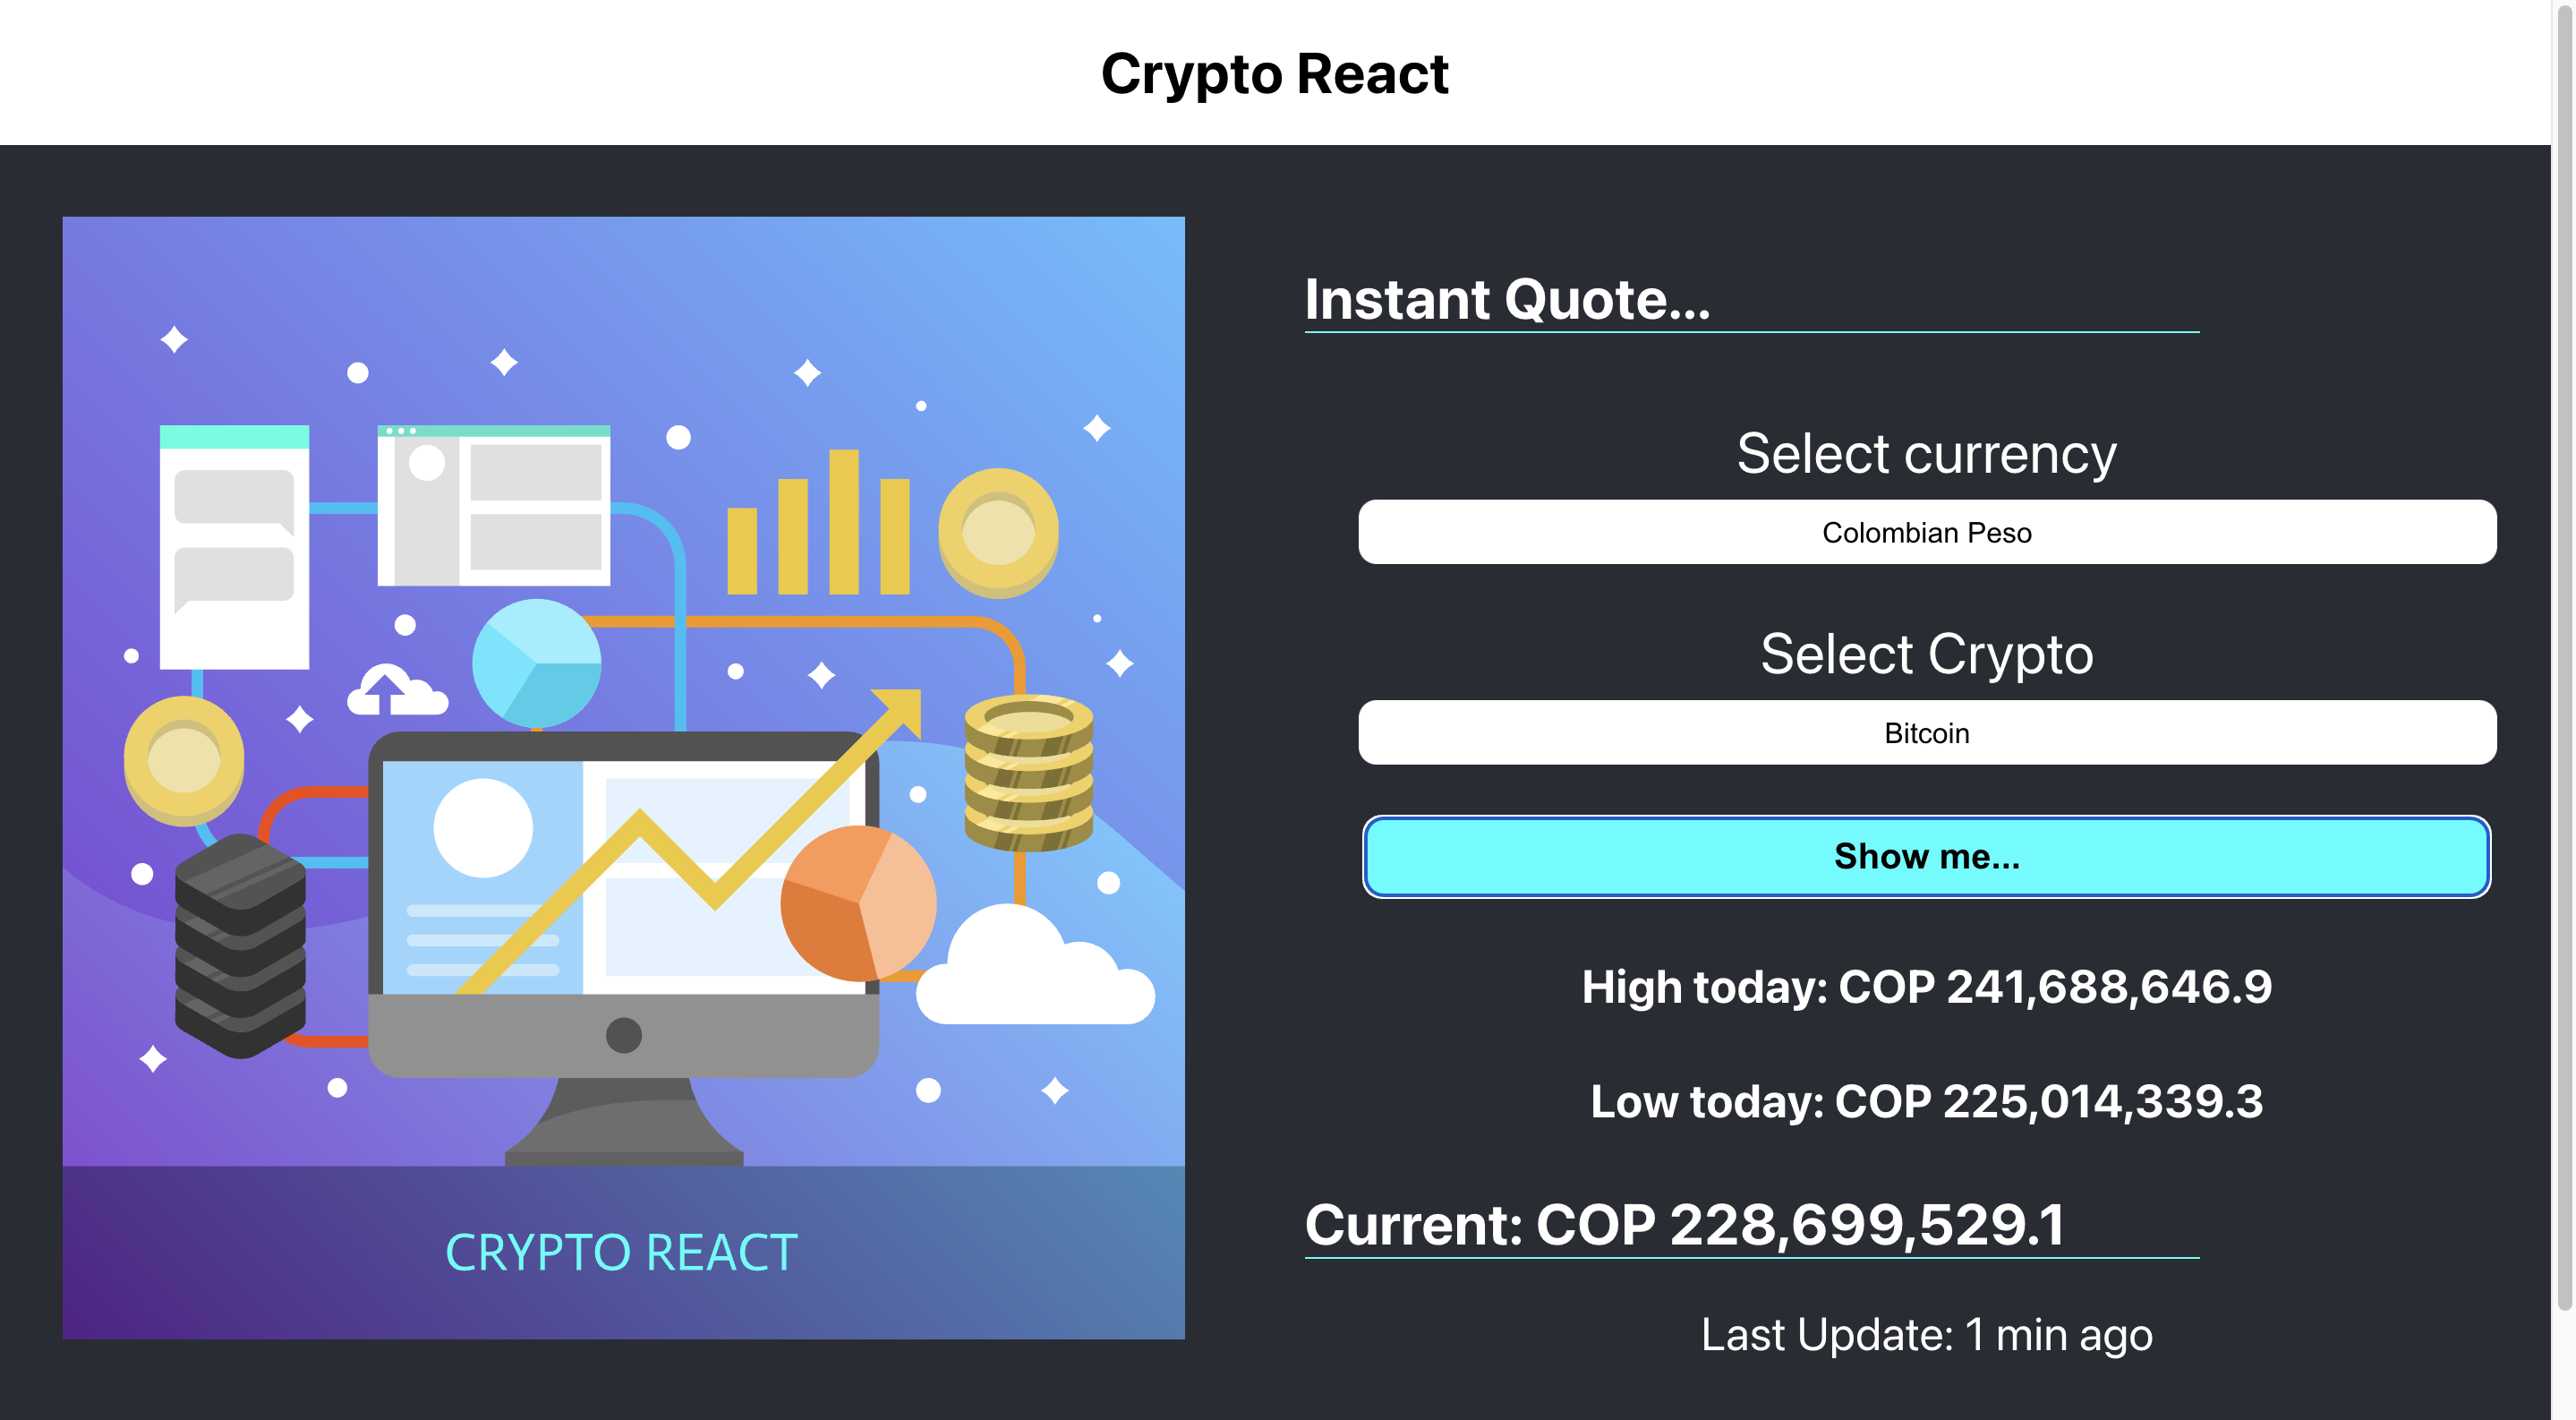 Crypto React
Instant Quote...
Select currency
Colombian Peso
Select Crypto
Bitcoin
Show me...
High today: COP 241,688,646.9
Low today: COP 225,014,339.3
Current: COP 228,699,529.1
Last Update: 1 min ago
CRYPTO REACT